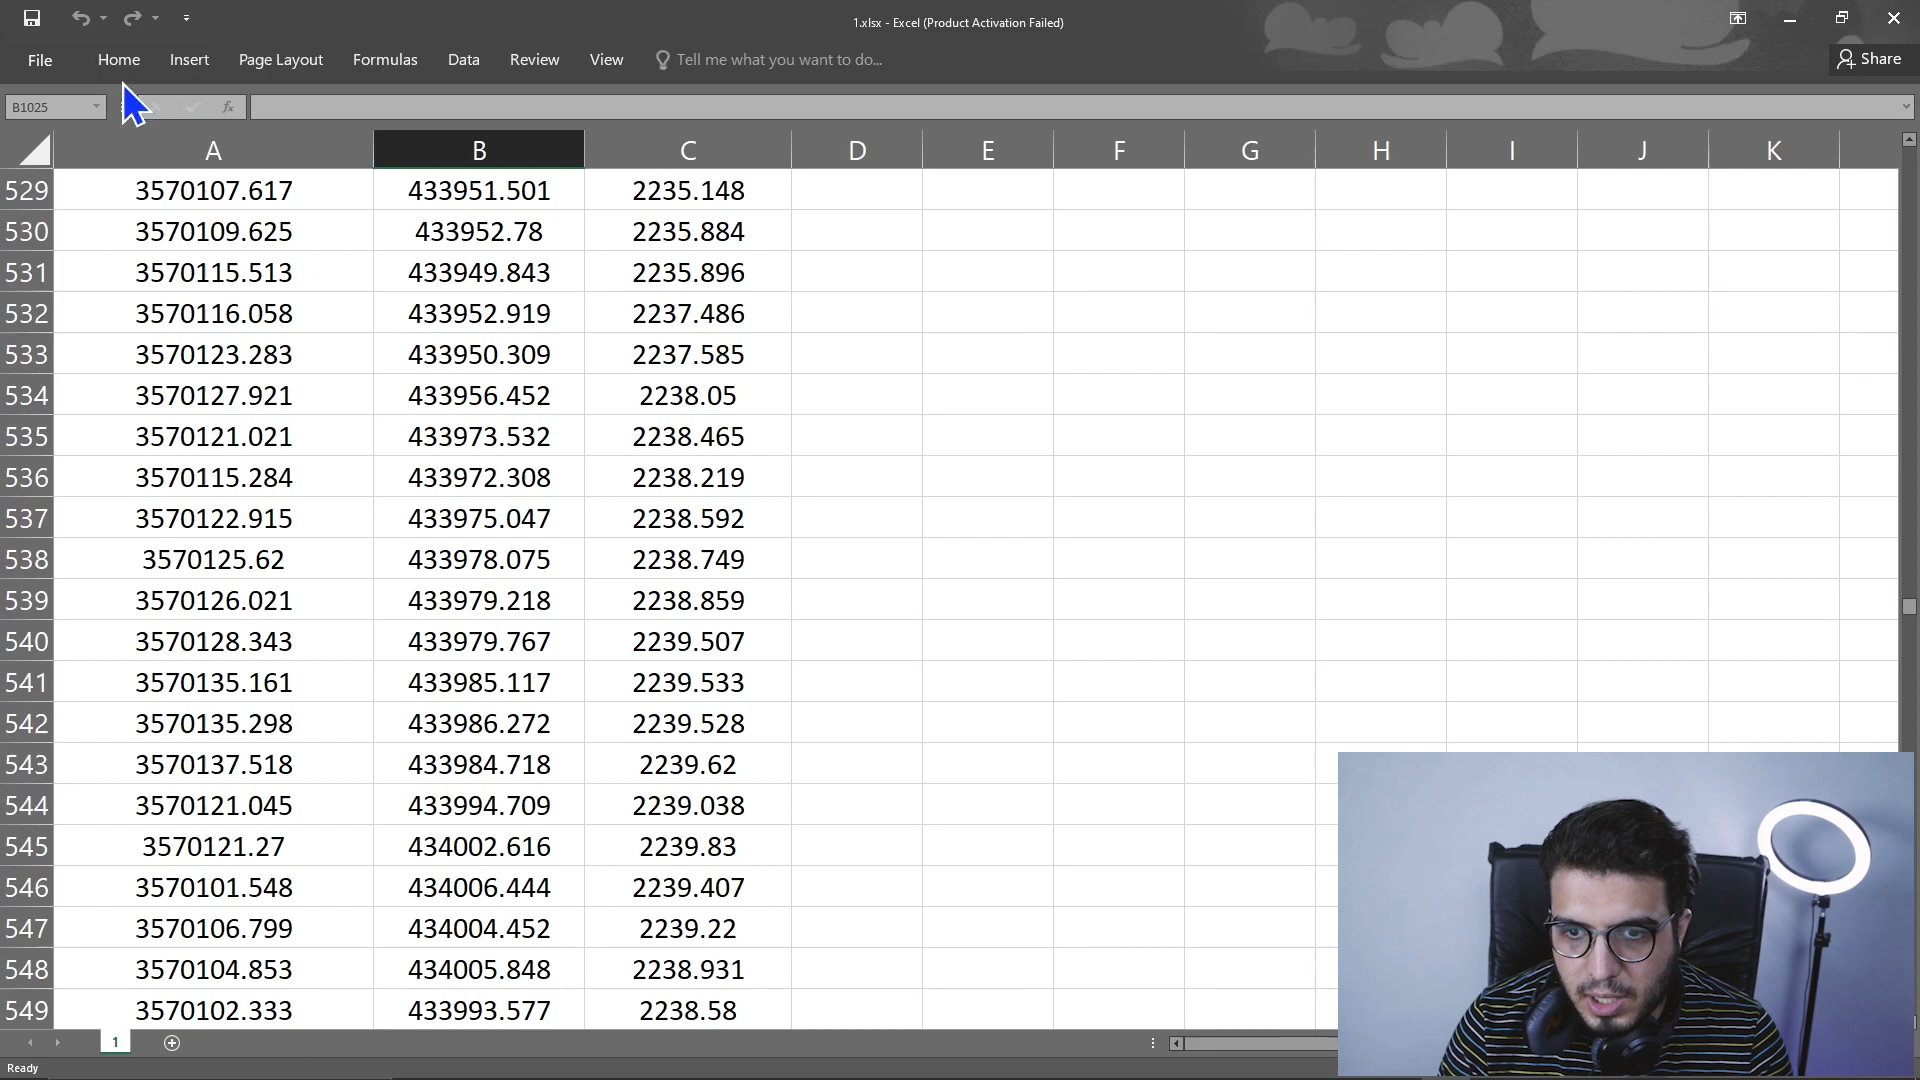 1.xlsx - Excel (Product Activation Failed)
File Home Insert Page Layout Formulas Data Review View Tell me what you want to do... Share
B1025 fx
A B C D E F G H I J K
529 3570107.617 433951.501 2235.148
530 3570109.625 433952.78 2235.884
531 3570115.513 433949.843 2235.896
532 3570116.058 433952.919 2237.486
533 3570123.283 433950.309 2237.585
534 3570127.921 433956.452 2238.05
535 3570121.021 433973.532 2238.465
536 3570115.284 433972.308 2238.219
537 3570122.915 433975.047 2238.592
538 3570125.62 433978.075 2238.749
539 3570126.021 433979.218 2238.859
540 3570128.343 433979.767 2239.507
541 3570135.161 433985.117 2239.533
542 3570135.298 433986.272 2239.528
543 3570137.518 433984.718 2239.62
544 3570121.045 433994.709 2239.038
545 3570121.27 434002.616 2239.83
546 3570101.548 434006.444 2239.407
547 3570106.799 434004.452 2239.22
548 3570104.853 434005.848 2238.931
549 3570102.333 433993.577 2238.58
1
Ready